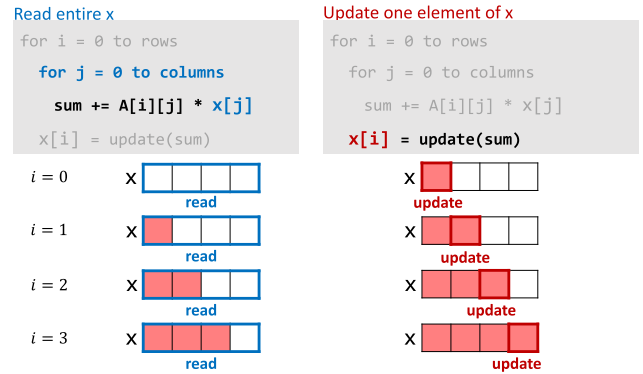 Read entire x
for i = 0 to rows
for j = 0 to columns
sum += A[i][j] * x[j]
x[i] = update(sum)
i = 0
x
read
i = 1
x
read
i = 2
x
read
i = 3
x
read
Update one element of x
for i = 0 to rows
for j = 0 to columns
sum += A[i][j] * x[j]
x[i] = update(sum)
x
update
x
update
x
update
x
update